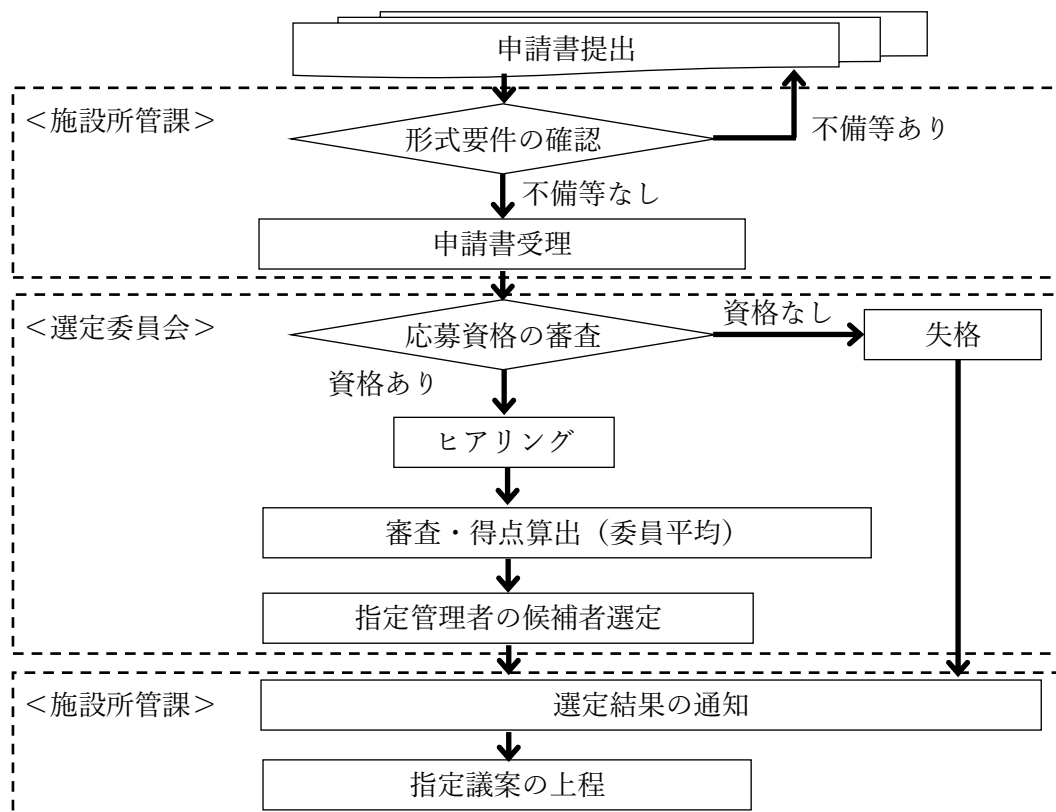 申請書提出
＜施設所管課＞
形式要件の確認
不備等あり
不備等なし
申請書受理
＜選定委員会＞
応募資格の審査
資格なし
失格
資格あり
ヒアリング
審査・得点算出（委員平均）
指定管理者の候補者選定
＜施設所管課＞
選定結果の通知
指定議案の上程